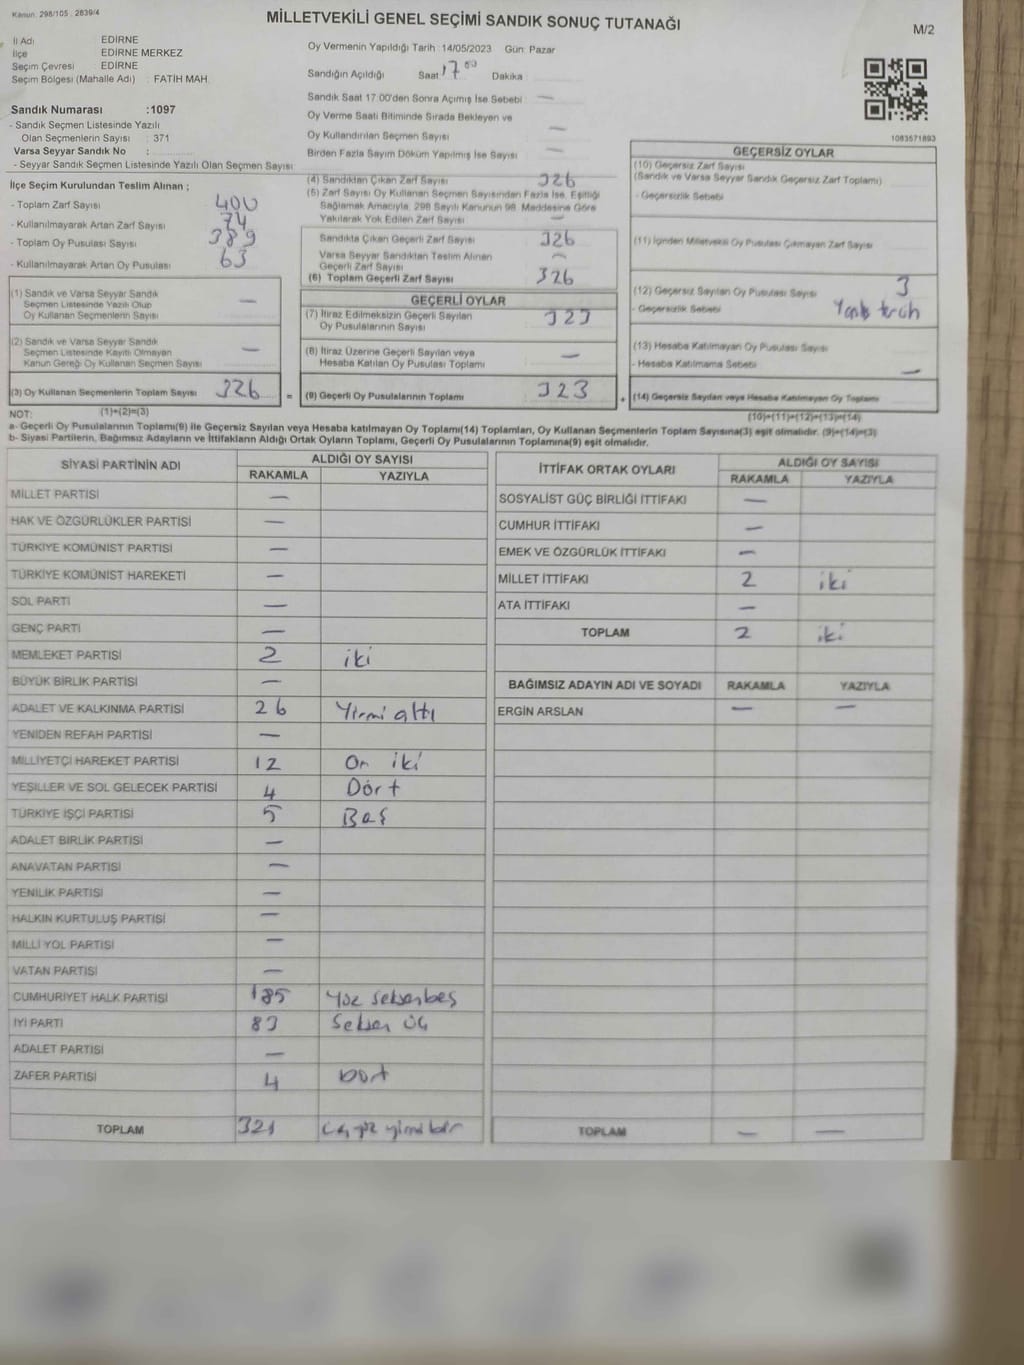 Kanun: 298/105 . 2839/4
MİLLETVEKİLİ GENEL SEÇİMİ SANDIK SONUÇ TUTANAĞI
M/2
İl Adı EDİRNE
İlçe EDİRNE MERKEZ
Seçim Çevresi EDİRNE
Seçim Bölgesi (Mahalle Adı) : FATİH MAH.
Sandık Numarası :1097
- Sandık Seçmen Listesinde Yazılı
Olan Seçmenlerin Sayısı : 371
Varsa Seyyar Sandık No :
- Seyyar Sandık Seçmen Listesinde Yazılı Olan Seçmen Sayısı:
Oy Vermenin Yapıldığı Tarih :14/05/2023 Gün: Pazar
Sandığın Açıldığı Saat 17 00 Dakika
Sandık Saat 17.00'den Sonra Açımış İse Sebebi —
Oy Verme Saati Bitiminde Sırada Bekleyen ve
Oy Kullandırılan Seçmen Sayısı —
Birden Fazla Sayım Döküm Yapılmış İse Sayısı —
1083571893
İlçe Seçim Kurulundan Teslim Alınan ;
- Toplam Zarf Sayısı 400
- Kullanılmayarak Artan Zarf Sayısı 74
- Toplam Oy Pusulası Sayısı 389
- Kullanılmayarak Artan Oy Pusulası 63
(1) Sandık ve Varsa Seyyar Sandık
Seçmen Listesinde Yazılı Olup
Oy Kullanan Seçmenlerin Sayısı —
(2) Sandık ve Varsa Seyyar Sandık
Seçmen Listesinde Kayıtlı Olmayan
Kanun Gereği Oy Kullanan Seçmen Sayısı —
(3) Oy Kullanan Seçmenlerin Toplam Sayısı 326 =
(4) Sandıktan Çıkan Zarf Sayısı 326
(5) Zarf Sayısı Oy Kullanan Seçmen Sayısından Fazla İse, Eşitliği
Sağlamak Amacıyla, 298 Sayılı Kanunun 98. Maddesine Göre
Yakılarak Yok Edilen Zarf Sayısı —
Sandıkta Çıkan Geçerli Zarf Sayısı 326
Varsa Seyyar Sandıktan Teslim Alınan
Geçerli Zarf Sayısı —
(6) Toplam Geçerli Zarf Sayısı 326
GEÇERLİ OYLAR
(7) İtiraz Edilmeksizin Geçerli Sayılan
Oy Pusulalarının Sayısı 323
(8) İtiraz Üzerine Geçerli Sayılan veya
Hesaba Katılan Oy Pusulası Toplamı —
(9) Geçerli Oy Pusulalarının Toplamı 323 +
GEÇERSİZ OYLAR
(10) Geçersiz Zarf Sayısı
(Sandık ve Varsa Seyyar Sandık Geçersiz Zarf Toplamı)
- Geçersizlik Sebebi
(11) İçinden Milletvekili Oy Pusulası Çıkmayan Zarf Sayısı
(12) Geçersiz Sayılan Oy Pusulası Sayısı 3
- Geçersizlik Sebebi Yanlış tercih
(13) Hesaba Katılmayan Oy Pusulası Sayısı
- Hesaba Katılmama Sebebi —
(14) Geçersiz Sayılan veya Hesaba Katılmayan Oy Toplamı
NOT: (1)+(2)=(3) (10)+(11)+(12)+(13)=(14)
a- Geçerli Oy Pusulalarının Toplamı(9) ile Geçersiz Sayılan veya Hesaba katılmayan Oy Toplamı(14) Toplamları, Oy Kullanan Seçmenlerin Toplam Sayısına(3) eşit olmalıdır. (9)+(14)=(3)
b- Siyasi Partilerin, Bağımsız Adayların ve İttifakların Aldığı Ortak Oyların Toplamı, Geçerli Oy Pusulalarının Toplamına(9) eşit olmalıdır.
SİYASİ PARTİNİN ADI ALDIĞI OY SAYISI
RAKAMLA YAZIYLA
MİLLET PARTİSİ —
HAK VE ÖZGÜRLÜKLER PARTİSİ —
TÜRKİYE KOMÜNİST PARTİSİ —
TÜRKİYE KOMÜNİST HAREKETİ —
SOL PARTİ —
GENÇ PARTİ —
MEMLEKET PARTİSİ 2 iki
BÜYÜK BİRLİK PARTİSİ —
ADALET VE KALKINMA PARTİSİ 26 Yirmi altı
YENİDEN REFAH PARTİSİ —
MİLLİYETÇİ HAREKET PARTİSİ 12 On iki
YEŞİLLER VE SOL GELECEK PARTİSİ 4 Dört
TÜRKİYE İŞÇİ PARTİSİ 5 Beş
ADALET BİRLİK PARTİSİ —
ANAVATAN PARTİSİ —
YENİLİK PARTİSİ —
HALKIN KURTULUŞ PARTİSİ —
MİLLİ YOL PARTİSİ —
VATAN PARTİSİ —
CUMHURİYET HALK PARTİSİ 185 Yüz seksenbeş
İYİ PARTİ 83 Seksen üç
ADALET PARTİSİ —
ZAFER PARTİSİ 4 Dört
TOPLAM 321 üçyüz yirmi bir
İTTİFAK ORTAK OYLARI ALDIĞI OY SAYISI
RAKAMLA YAZIYLA
SOSYALİST GÜÇ BİRLİĞİ İTTİFAKI —
CUMHUR İTTİFAKI —
EMEK VE ÖZGÜRLÜK İTTİFAKI —
MİLLET İTTİFAKI 2 iki
ATA İTTİFAKI —
TOPLAM 2 iki
BAĞIMSIZ ADAYIN ADI VE SOYADI RAKAMLA YAZIYLA
ERGİN ARSLAN — —
TOPLAM — —